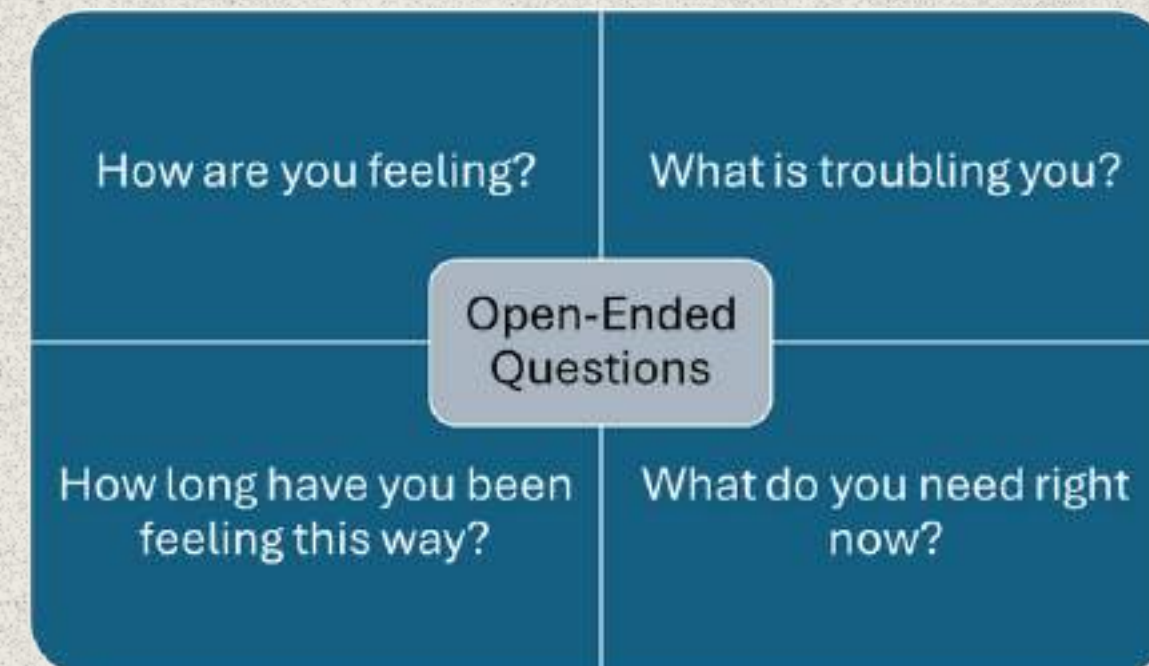 How are you feeling?
What is troubling you?
Open-Ended
Questions
How long have you been
feeling this way?
What do you need right
now?